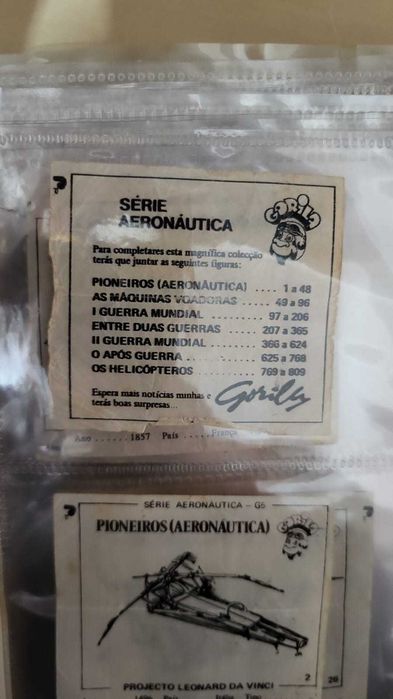 GORILA
SÉRIE
AERONÁUTICA
Para completares esta magnífica colecção
terás que juntar as seguintes figuras:
PIONEIROS (AERONÁUTICA) .... 1 a 48
AS MÁQUINAS VOADORAS ........ 49 a 96
I GUERRA MUNDIAL ............ 97 a 206
ENTRE DUAS GUERRAS ....... 207 a 365
II GUERRA MUNDIAL ........... 366 a 624
O APÓS GUERRA ............... 625 a 768
OS HELICÓPTEROS ............. 769 a 809
Espera mais notícias minhas e
terás boas surpresas...
Gorila
Ano ...... 1857 País ..... França
SÉRIE AERONÁUTICA - G5
PIONEIROS (AERONÁUTICA)
GORILA
2
20
PROJECTO LEONARD DA VINCI